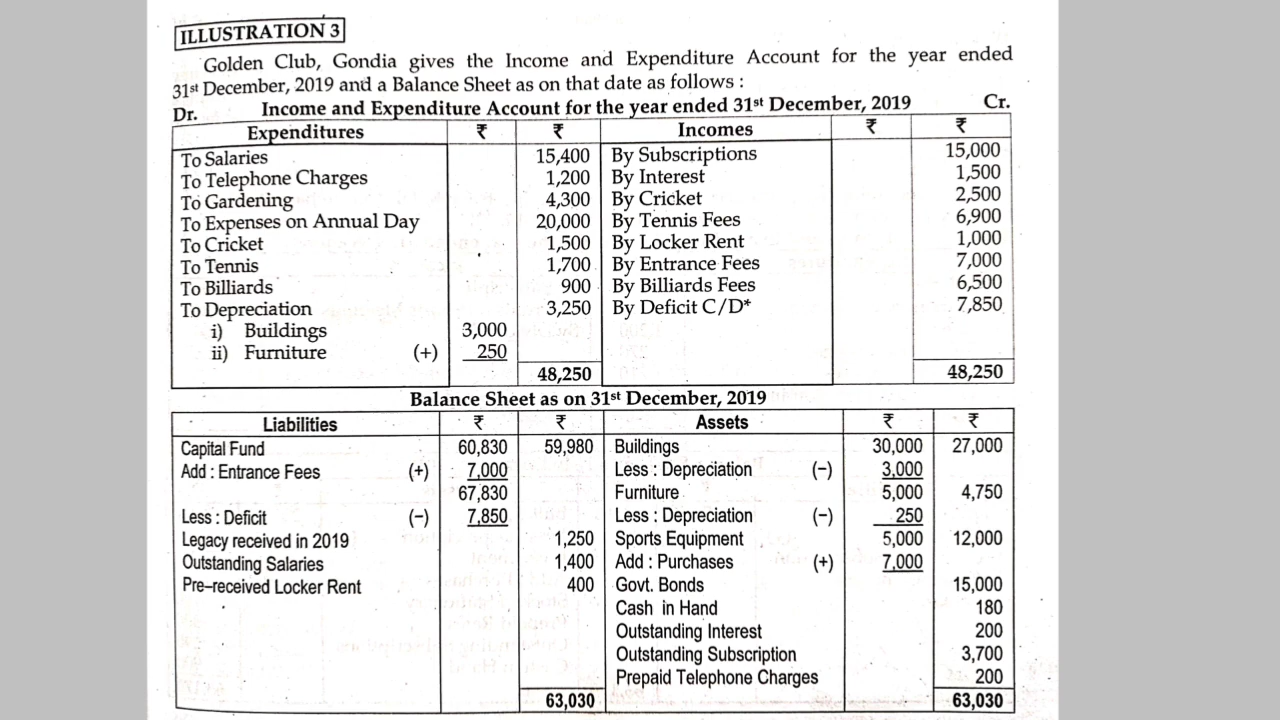 ILLUSTRATION 3
Golden Club, Gondia gives the Income and Expenditure Account for the year ended
31st December, 2019 and a Balance Sheet as on that date as follows :
Dr. Income and Expenditure Account for the year ended 31st December, 2019 Cr.
Expenditures ₹ ₹ Incomes ₹ ₹
To Salaries 15,400 By Subscriptions 15,000
To Telephone Charges 1,200 By Interest 1,500
To Gardening 4,300 By Cricket 2,500
To Expenses on Annual Day 20,000 By Tennis Fees 6,900
To Cricket 1,500 By Locker Rent 1,000
To Tennis 1,700 By Entrance Fees 7,000
To Billiards 900 By Billiards Fees 6,500
To Depreciation 3,250 By Deficit C/D* 7,850
i) Buildings 3,000
ii) Furniture (+) 250
48,250 48,250
Balance Sheet as on 31st December, 2019
Liabilities ₹ ₹ Assets ₹ ₹
Capital Fund 60,830 59,980 Buildings 30,000 27,000
Add : Entrance Fees (+) 7,000 Less : Depreciation (–) 3,000
67,830 Furniture 5,000 4,750
Less : Deficit (–) 7,850 Less : Depreciation (–) 250
Legacy received in 2019 1,250 Sports Equipment 5,000 12,000
Outstanding Salaries 1,400 Add : Purchases (+) 7,000
Pre–received Locker Rent 400 Govt. Bonds 15,000
Cash in Hand 180
Outstanding Interest 200
Outstanding Subscription 3,700
Prepaid Telephone Charges 200
63,030 63,030